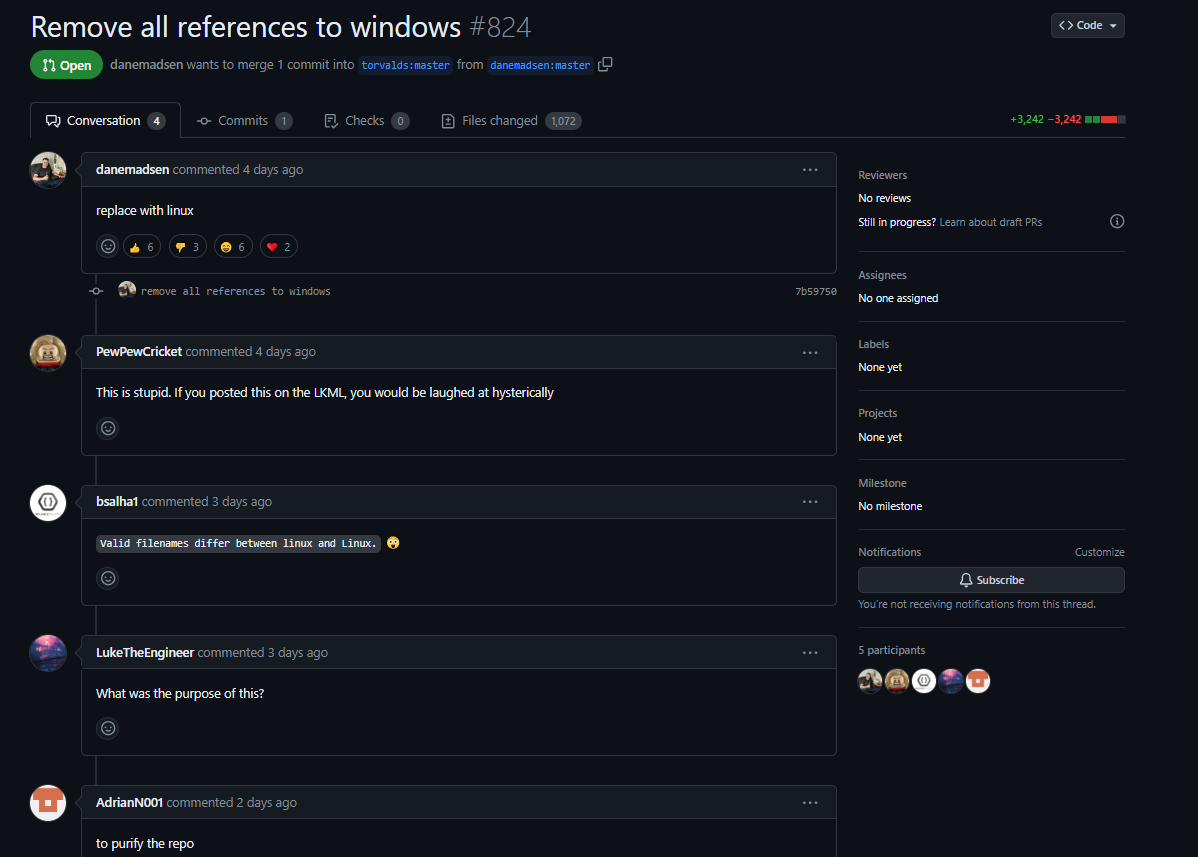 Remove all references to windows #824
<> Code
Open danemadsen wants to merge 1 commit into torvalds:master from danemadsen:master
Conversation 4 Commits 1 Checks 0 Files changed 1,072
+3,242 −3,242
danemadsen commented 4 days ago
replace with linux
👍 6 👎 3 😄 6 ❤️ 2
remove all references to windows 7b59750
PewPewCricket commented 4 days ago
This is stupid. If you posted this on the LKML, you would be laughed at hysterically
bsalha1 commented 3 days ago
Valid filenames differ between linux and Linux. 😲
LukeTheEngineer commented 3 days ago
What was the purpose of this?
AdrianN001 commented 2 days ago
to purify the repo
Reviewers
No reviews
Still in progress? Learn about draft PRs
Assignees
No one assigned
Labels
None yet
Projects
None yet
Milestone
No milestone
Notifications Customize
Subscribe
You're not receiving notifications from this thread.
5 participants